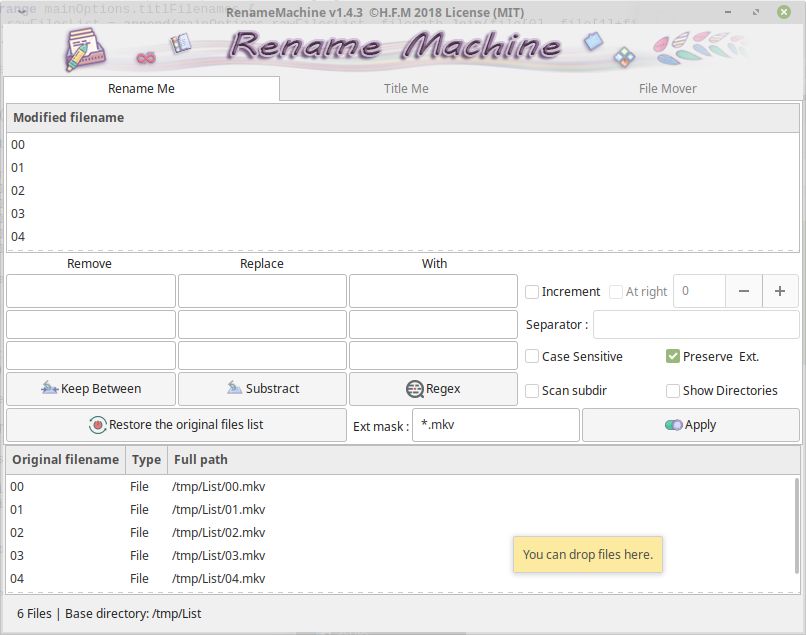 RenameMachine v1.4.3 ©H.F.M 2018 License (MIT)
Rename Machine
Rename Me Title Me File Mover
Modified filename
00
01
02
03
04
Remove Replace With
Increment At right 0 − +
Separator :
Case Sensitive Preserve Ext.
Keep Between Substract Regex Scan subdir Show Directories
Restore the original files list Ext mask : *.mkv Apply
Original filename Type Full path
00 File /tmp/List/00.mkv
01 File /tmp/List/01.mkv
02 File /tmp/List/02.mkv
03 File /tmp/List/03.mkv
You can drop files here.
04 File /tmp/List/04.mkv
6 Files | Base directory: /tmp/List